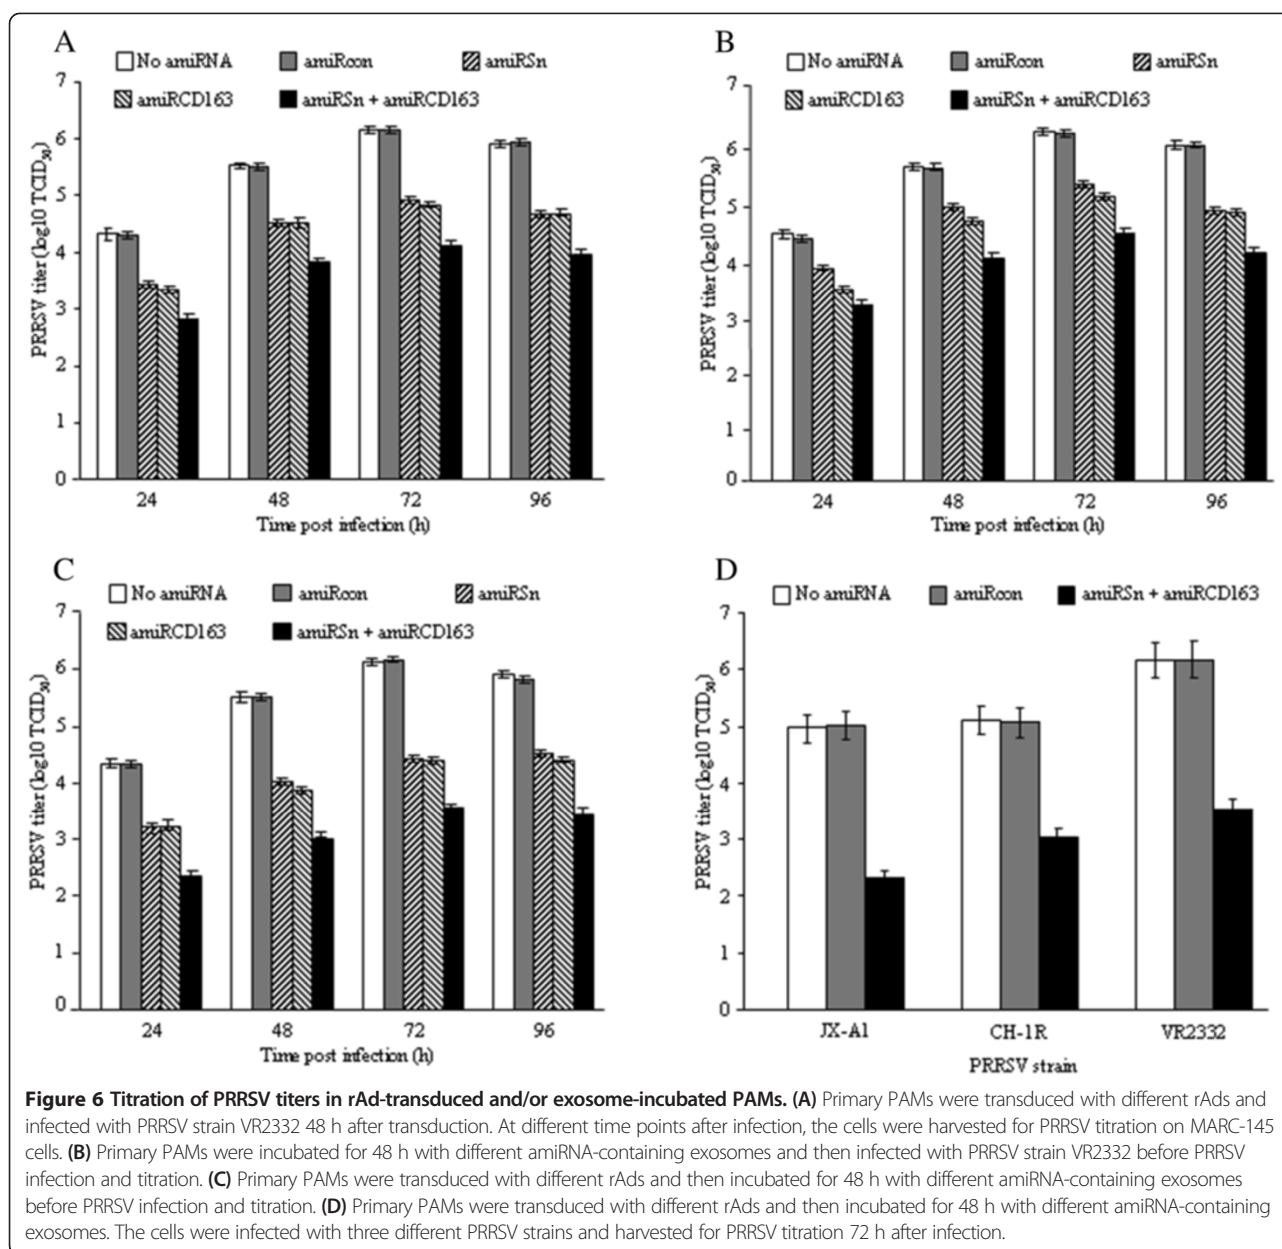 A
No amiRNA amiRcon amiRSn
amiRCD163 amiRSn + amiRCD163
PRRSV titer (log10 TCID50)
7
6
5
4
3
2
1
0
24 48 72 96
Time post infection (h)
B
No amiRNA amiRcon amiRSn
amiRCD163 amiRSn + amiRCD163
PRRSV titer (log10 TCID50)
7
6
5
4
3
2
1
0
24 48 72 96
Time post infection (h)
C
No amiRNA amiRcon amiRSn
amiRCD163 amiRSn + amiRCD163
PRRSV titer (log10 TCID50)
7
6
5
4
3
2
1
0
24 48 72 96
Time post infection (h)
D
No amiRNA amiRcon amiRSn + amiRCD163
PRRSV titer (log10 TCID50)
7
6
5
4
3
2
1
0
JX-A1 CH-1R VR2332
PRRSV strain
Figure 6 Titration of PRRSV titers in rAd-transduced and/or exosome-incubated PAMs. (A) Primary PAMs were transduced with different rAds and
infected with PRRSV strain VR2332 48 h after transduction. At different time points after infection, the cells were harvested for PRRSV titration on MARC-145
cells. (B) Primary PAMs were incubated for 48 h with different amiRNA-containing exosomes and then infected with PRRSV strain VR2332 before PRRSV
infection and titration. (C) Primary PAMs were transduced with different rAds and then incubated for 48 h with different amiRNA-containing exosomes
before PRRSV infection and titration. (D) Primary PAMs were transduced with different rAds and then incubated for 48 h with different amiRNA-containing
exosomes. The cells were infected with three different PRRSV strains and harvested for PRRSV titration 72 h after infection.